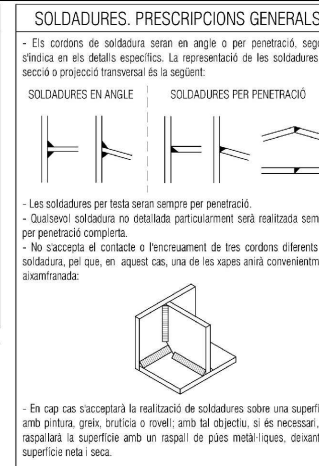 SOLDADURES. PRESCRIPCIONS GENERALS
- Els cordons de soldadura seran en angle o per penetració, sego
s'indica en els detalls específics. La representació de les soldadures
secció o projecció transversal és la següent:
SOLDADURES EN ANGLE
SOLDADURES PER PENETRACIÓ
- Les soldadures per testa seran sempre per penetració.
- Qualsevol soldadura no detallada particularment serà realitzada sem
per penetració complerta.
- No s'accepta el contacte o l'encreuament de tres cordons diferents
soldadura, pel que, en aquest cas, una de les xapes anirà convenientm
aixamfranada:
- En cap cas s'acceptarà la realització de soldadures sobre una superfi
amb pintura, greix, brutícia o rovell; amb tal objectiu, si és necessari,
raspallarà la superfície amb un raspall de púes metàl·liques, deixant
superfície neta i seca.